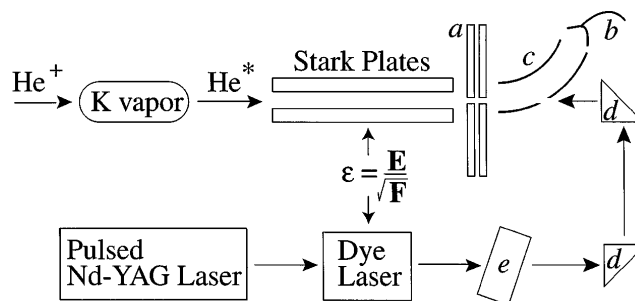 a
b
Stark Plates
c
He+
He*
K vapor
d
ε = E/√F
Pulsed
Nd-YAG Laser
Dye
Laser
e
d